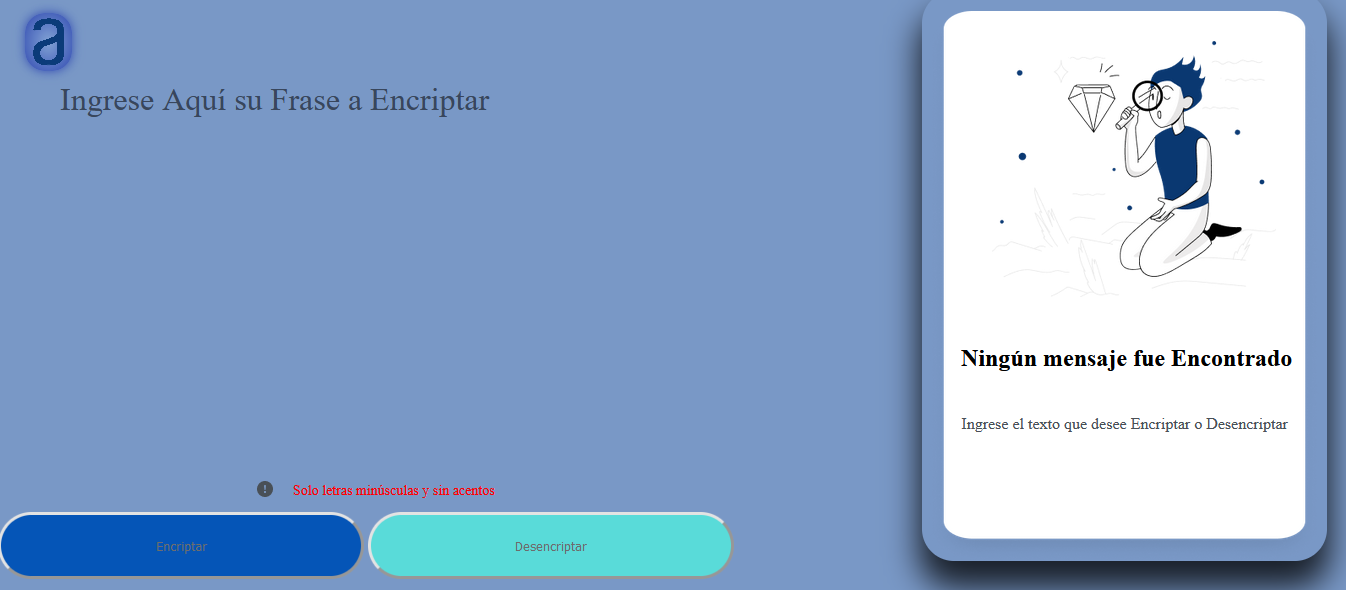 a
Ingrese Aquí su Frase a Encriptar
Solo letras minúsculas y sin acentos
Encriptar
Desencriptar
Ningún mensaje fue Encontrado
Ingrese el texto que desee Encriptar o Desencriptar